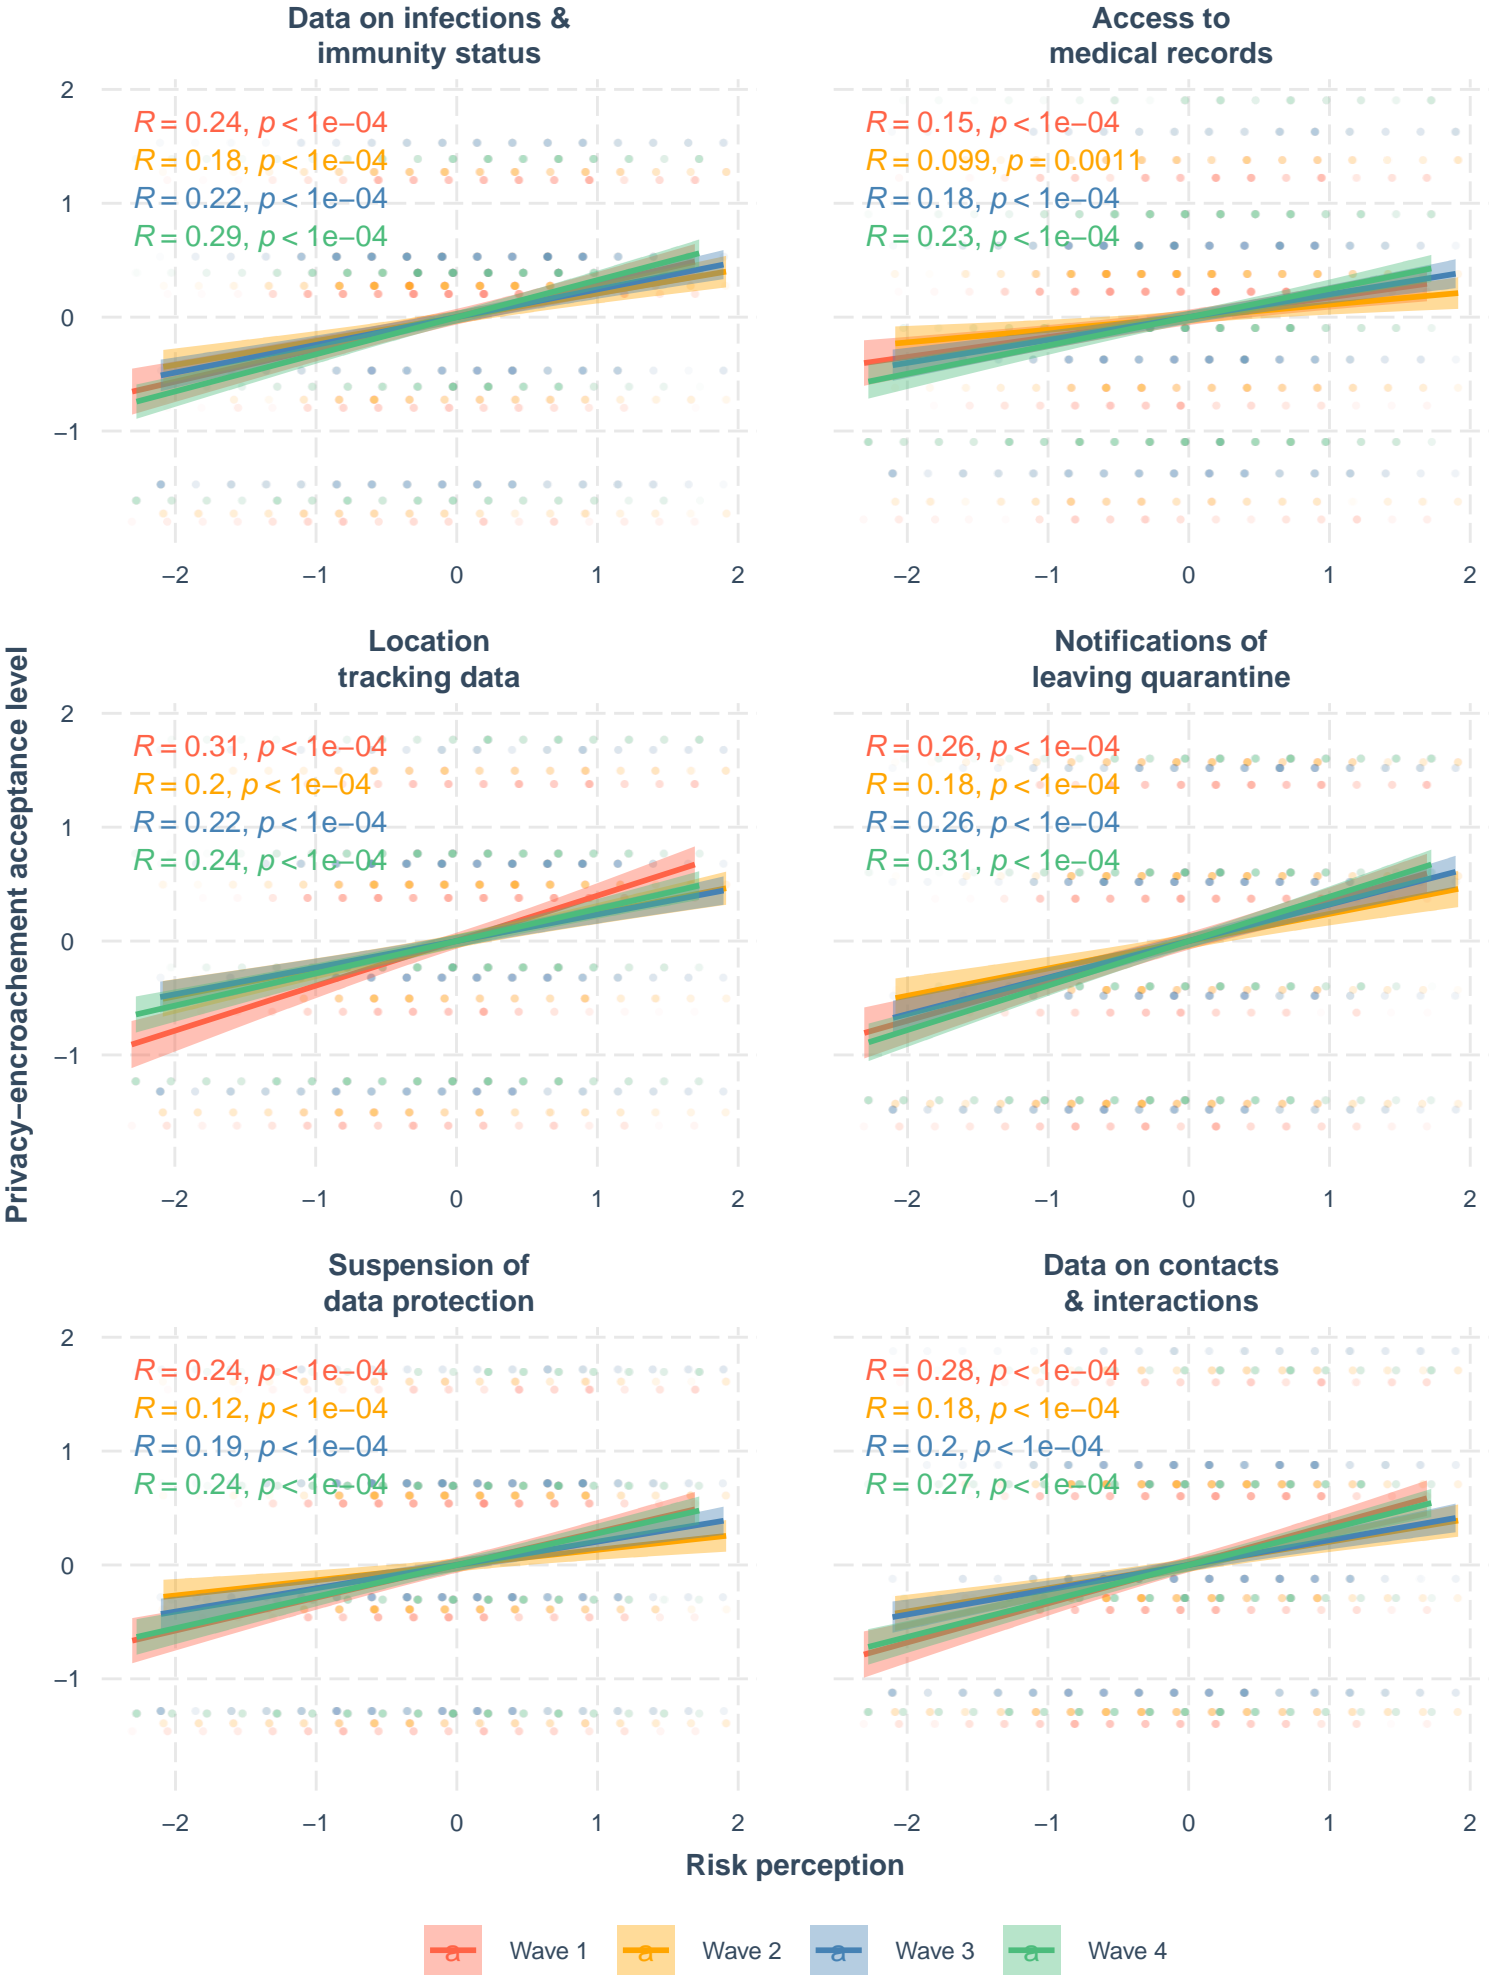 Data on infections &
immunity status
Access to
medical records
2
R = 0.24, p < 1e−04
R = 0.18, p < 1e−04
R = 0.22, p < 1e−04
R = 0.29, p < 1e−04
R = 0.15, p < 1e−04
R = 0.099, p = 0.0011
R = 0.18, p < 1e−04
R = 0.23, p < 1e−04
1
0
−1
−2 −1 0 1 2
−2 −1 0 1 2
Privacy−encroachement acceptance level
Location
tracking data
Notifications of
leaving quarantine
2
R = 0.31, p < 1e−04
R = 0.2, p < 1e−04
R = 0.22, p < 1e−04
R = 0.24, p < 1e−04
R = 0.26, p < 1e−04
R = 0.18, p < 1e−04
R = 0.26, p < 1e−04
R = 0.31, p < 1e−04
1
0
−1
−2 −1 0 1 2
−2 −1 0 1 2
Suspension of
data protection
Data on contacts
& interactions
2
R = 0.24, p < 1e−04
R = 0.12, p < 1e−04
R = 0.19, p < 1e−04
R = 0.24, p < 1e−04
R = 0.28, p < 1e−04
R = 0.18, p < 1e−04
R = 0.2, p < 1e−04
R = 0.27, p < 1e−04
1
0
−1
−2 −1 0 1 2
−2 −1 0 1 2
Risk perception
a Wave 1 a Wave 2 a Wave 3 a Wave 4